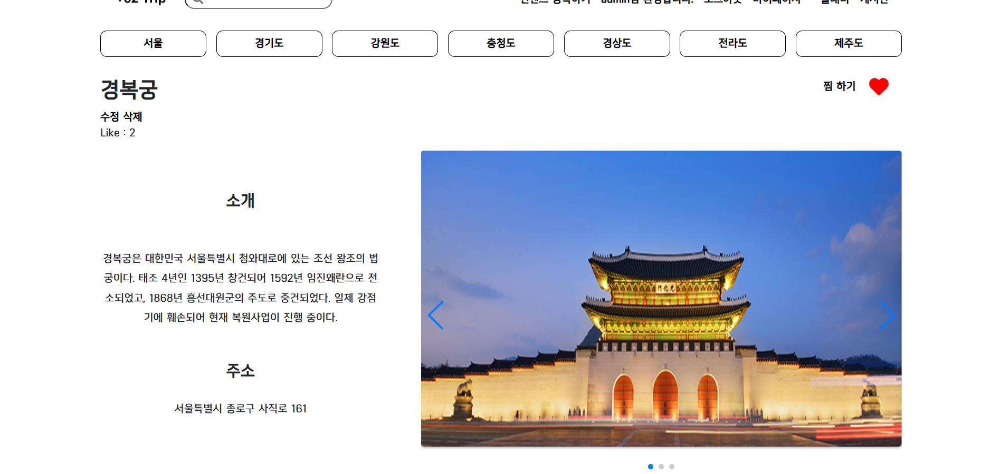 서울
경기도
강원도
충청도
경상도
전라도
제주도
경복궁
찜 하기
수정 삭제
Like : 2
소개
경복궁은 대한민국 서울특별시 청와대로에 있는 조선 왕조의 법
궁이다. 태조 4년인 1395년 창건되어 1592년 임진왜란으로 전
소되었고, 1868년 흥선대원군의 주도로 중건되었다. 일제 강점
기에 훼손되어 현재 복원사업이 진행 중이다.
門化光
주소
서울특별시 종로구 사직로 161